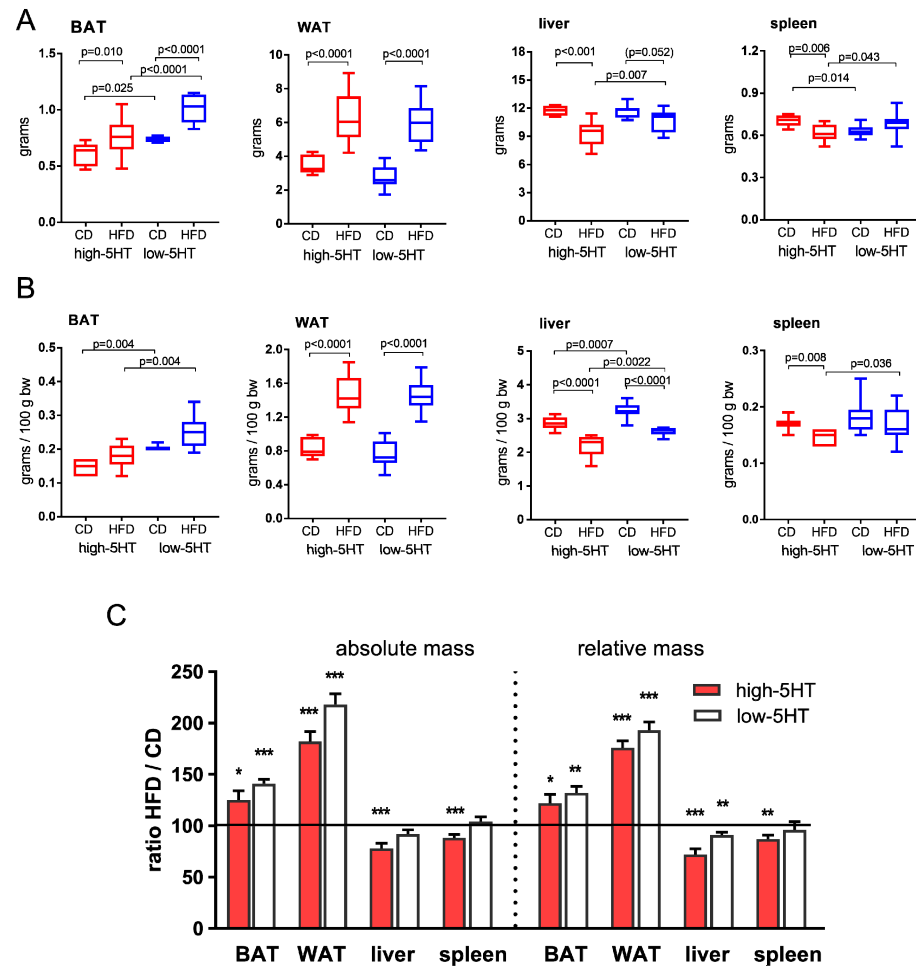 A
BAT
WAT
liver
spleen
p=0.010
p<0.0001
p<0.0001
p=0.025
p<0.0001
p<0.0001
p<0.001
(p=0.052)
p=0.007
p=0.006
p=0.043
p=0.014
grams
1.5
1.0
0.5
0.0
CD
HFD
CD
HFD
high-5HT
low-5HT
grams
10
8
6
4
2
0
CD
HFD
CD
HFD
high-5HT
low-5HT
grams
18
15
12
9
6
3
0
CD
HFD
CD
HFD
high-5HT
low-5HT
grams
1.2
0.9
0.6
0.3
0.0
CD
HFD
CD
HFD
high-5HT
low-5HT
B
BAT
WAT
liver
spleen
p=0.004
p=0.004
p<0.0001
p<0.0001
p=0.0007
p=0.0022
p<0.0001
p<0.0001
p=0.008
p=0.036
grams / 100 g bw
0.5
0.4
0.3
0.2
0.1
0.0
CD
HFD
CD
HFD
high-5HT
low-5HT
grams / 100 g bw
2.0
1.6
1.2
0.8
0.4
0.0
CD
HFD
CD
HFD
high-5HT
low-5HT
grams / 100 g bw
5
4
3
2
1
0
CD
HFD
CD
HFD
high-5HT
low-5HT
grams / 100 g bw
0.3
0.2
0.1
0.0
CD
HFD
CD
HFD
high-5HT
low-5HT
C
absolute mass
relative mass
high-5HT
low-5HT
ratio HFD / CD
250
200
150
100
50
0
*
***
***
***
***
***
*
**
***
***
***
**
**
BAT
WAT
liver
spleen
BAT
WAT
liver
spleen